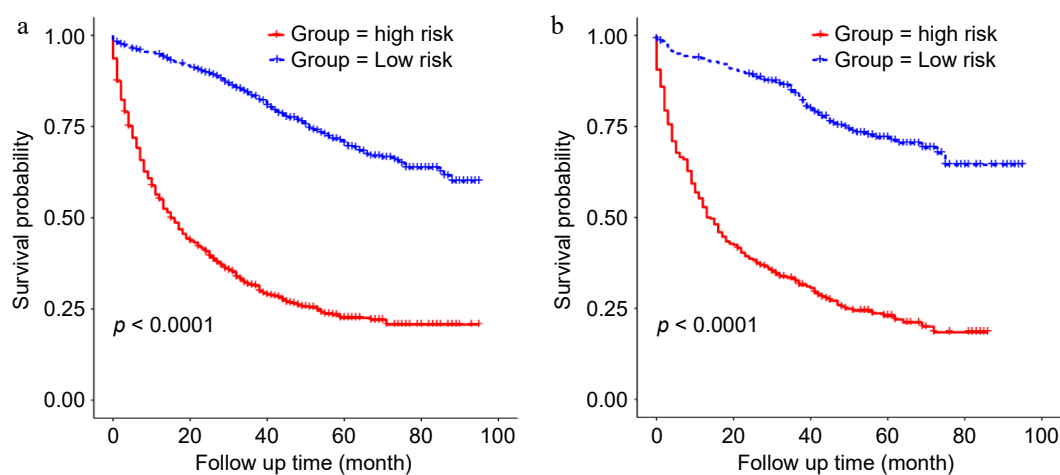 a
1.00
0.75
0.50
0.25
0.00
Survival probability
Group = high risk
Group = Low risk
p < 0.0001
0 20 40 60 80 100
Follow up time (month)
b
1.00
0.75
0.50
0.25
0.00
Survival probability
Group = high risk
Group = Low risk
p < 0.0001
0 20 40 60 80 100
Follow up time (month)